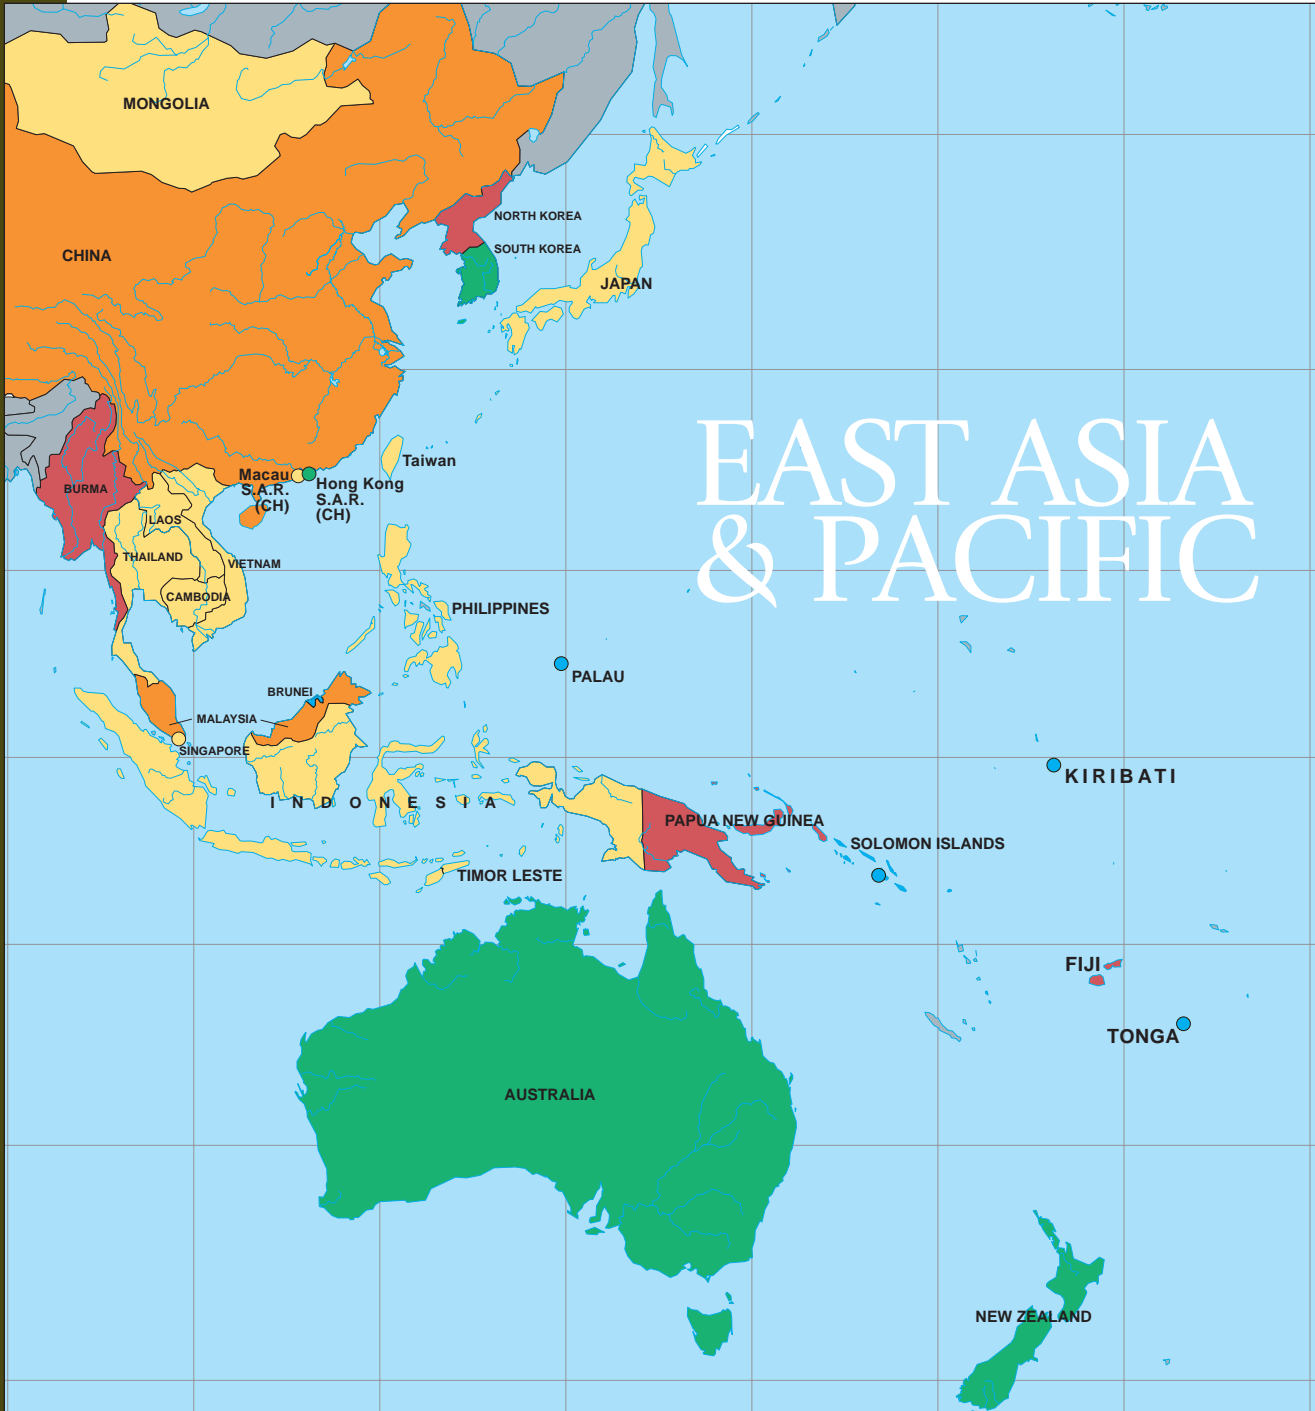 MONGOLIA
NORTH KOREA
SOUTH KOREA
CHINA
JAPAN
EAST ASIA
& PACIFIC
Taiwan
Macau
S.A.R.
(CH)
Hong Kong
S.A.R.
(CH)
BURMA
LAOS
THAILAND
VIETNAM
CAMBODIA
PHILIPPINES
PALAU
BRUNEI
MALAYSIA
SINGAPORE
KIRIBATI
INDONESIA
PAPUA NEW GUINEA
SOLOMON ISLANDS
TIMOR LESTE
FIJI
TONGA
AUSTRALIA
NEW ZEALAND